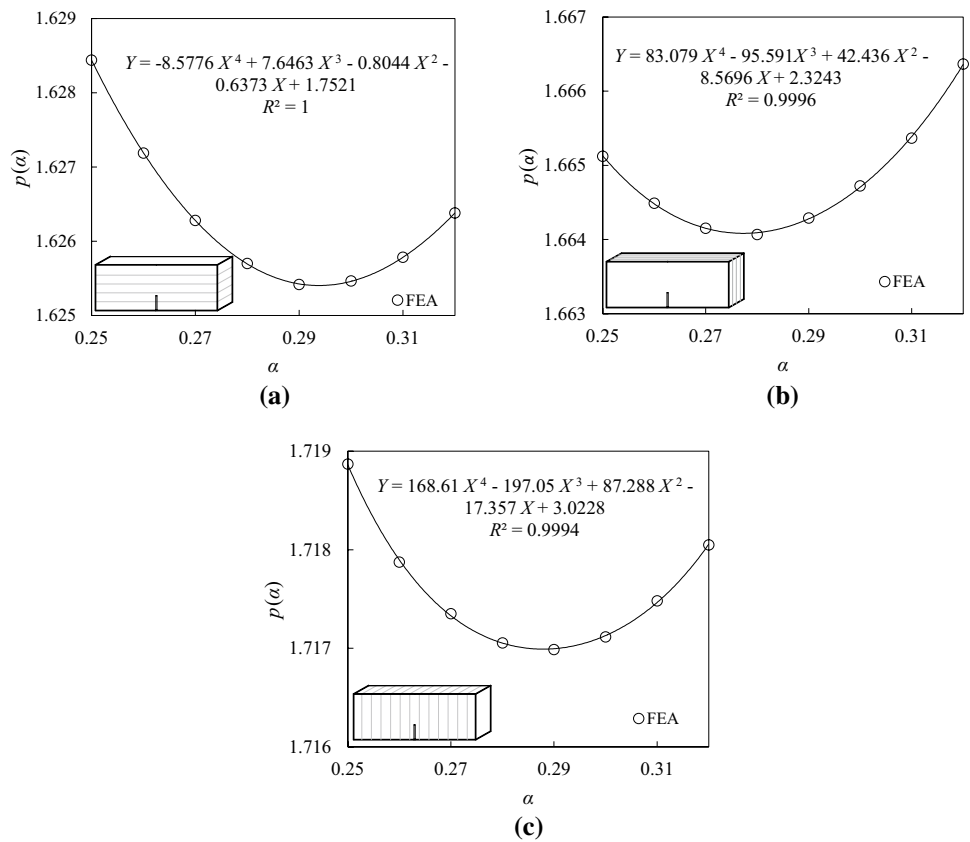 1.629
1.628
1.627
1.626
1.625
p(α)
Y = -8.5776 X⁴ + 7.6463 X³ - 0.8044 X² -
0.6373 X + 1.7521
R² = 1
FEA
0.25
0.27
0.29
0.31
α
(a)
1.667
1.666
1.665
1.664
1.663
p(α)
Y = 83.079 X⁴ - 95.591X³ + 42.436 X² -
8.5696 X + 2.3243
R² = 0.9996
FEA
0.25
0.27
0.29
0.31
α
(b)
1.719
1.718
1.717
1.716
p(α)
Y = 168.61 X⁴ - 197.05 X³ + 87.288 X² -
17.357 X + 3.0228
R² = 0.9994
FEA
0.25
0.27
0.29
0.31
α
(c)